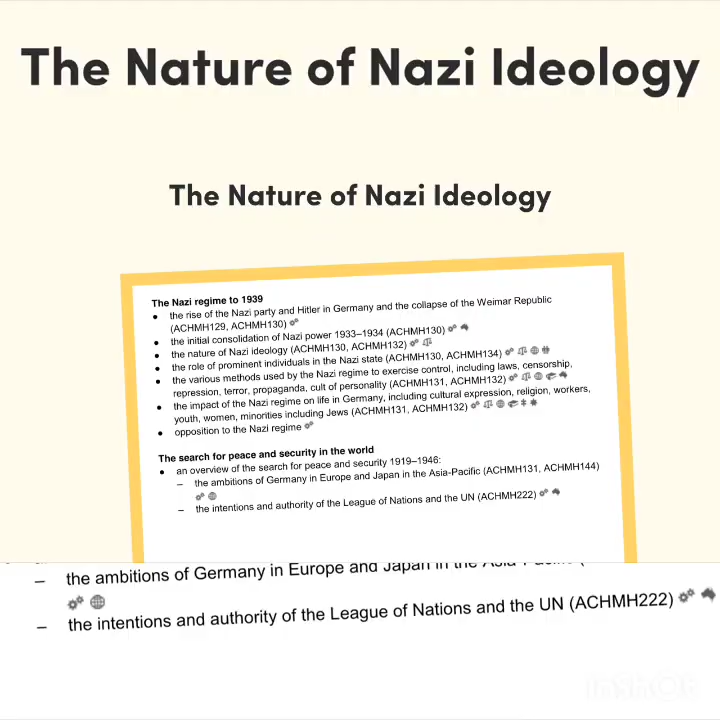 The Nature of Nazi Ideology
The Nature of Nazi Ideology
The Nazi regime to 1939
• the rise of the Nazi party and Hitler in Germany and the collapse of the Weimar Republic
(ACHMH129, ACHMH130)
• the initial consolidation of Nazi power 1933–1934 (ACHMH130)
• the nature of Nazi ideology (ACHMH130, ACHMH132)
• the role of prominent individuals in the Nazi state (ACHMH130, ACHMH134)
• the various methods used by the Nazi regime to exercise control, including laws, censorship,
repression, terror, propaganda, cult of personality (ACHMH131, ACHMH132)
• the impact of the Nazi regime on life in Germany, including cultural expression, religion, workers,
youth, women, minorities including Jews (ACHMH131, ACHMH132)
• opposition to the Nazi regime
The search for peace and security in the world
• an overview of the search for peace and security 1919–1946:
– the ambitions of Germany in Europe and Japan in the Asia-Pacific (ACHMH131, ACHMH144)
– the intentions and authority of the League of Nations and the UN (ACHMH222)
– the ambitions of Germany in Europe and Japan in the Asia-
– the intentions and authority of the League of Nations and the UN (ACHMH222)
InShOt